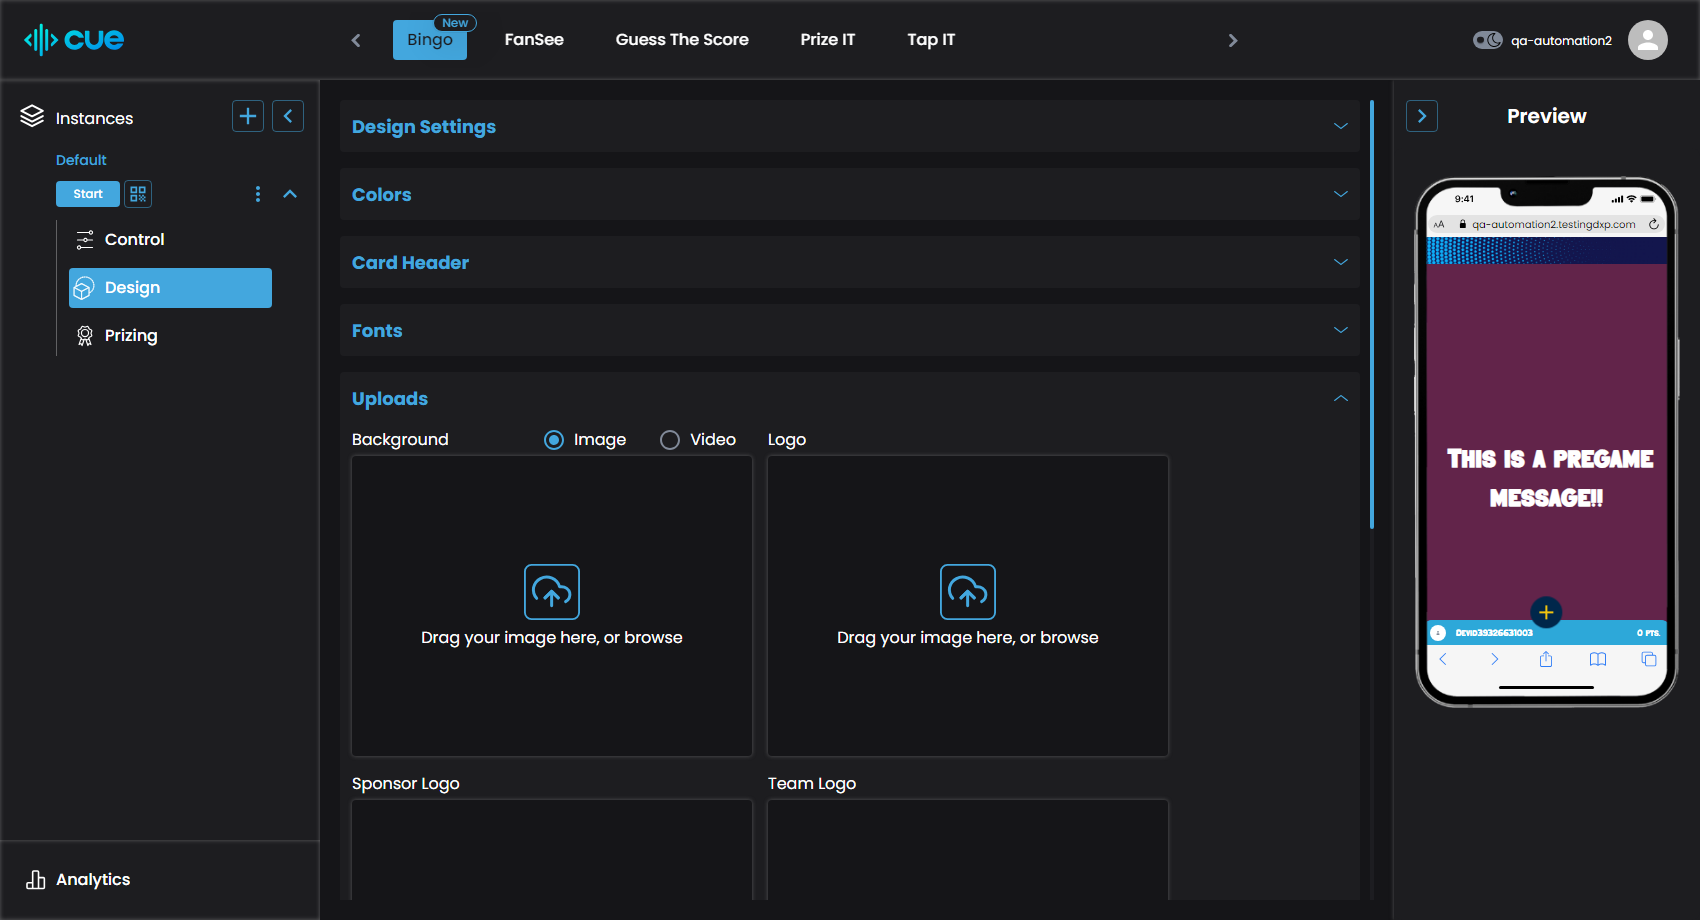 cue
New
Bingo
FanSee
Guess The Score
Prize IT
Tap IT
qa-automation2
Instances
Default
Start
Control
Design
Prizing
Analytics
Design Settings
Colors
Card Header
Fonts
Uploads
Background
Image
Video
Logo
Drag your image here, or browse
Drag your image here, or browse
Sponsor Logo
Team Logo
Preview
9:41
AA
qa-automation2.testingdxp.com
THIS IS A PREGAME
MESSAGE!!
DEVID39326631003
0 PTS.